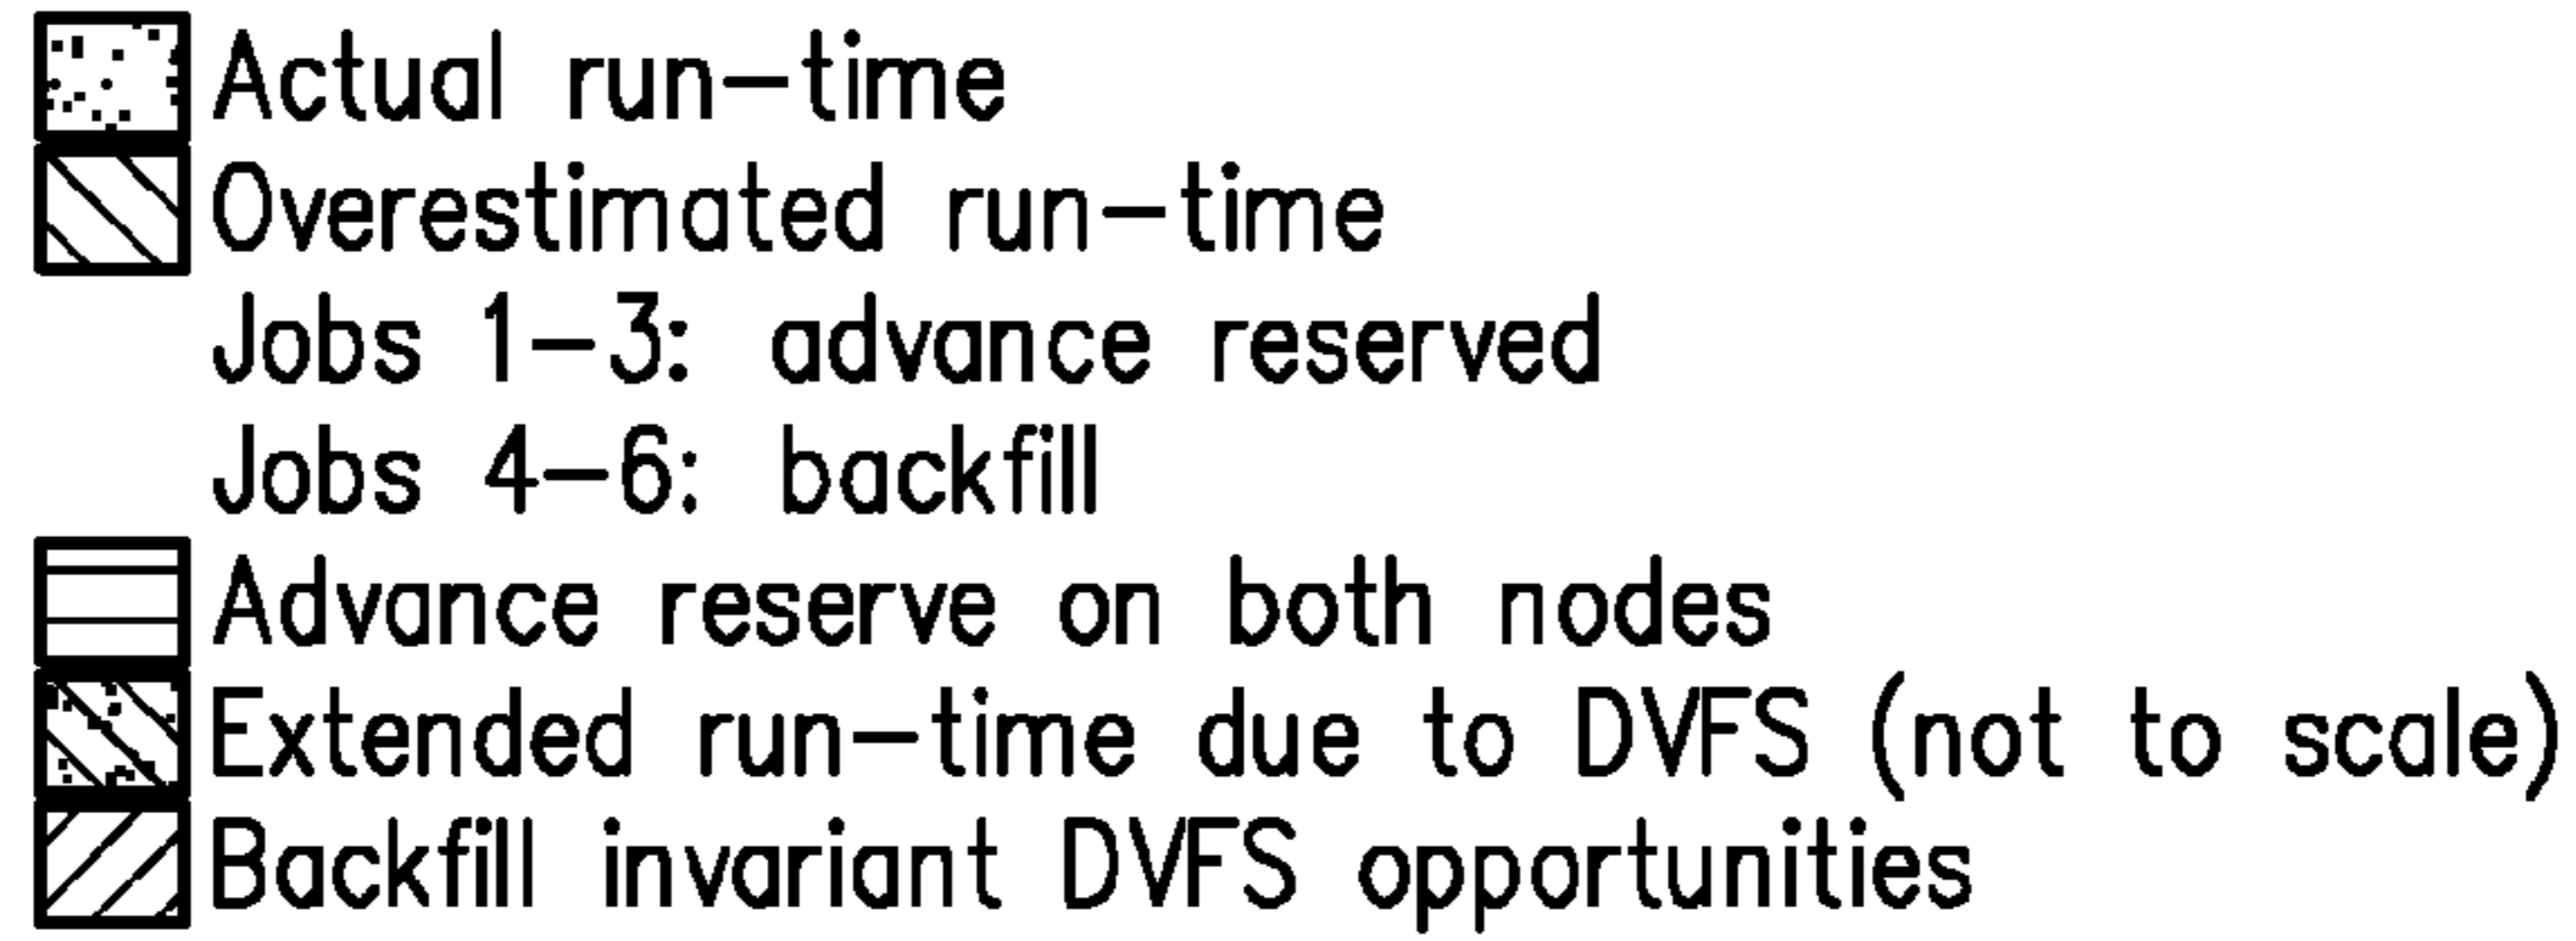 Actual run-time
Overestimated run-time
Jobs 1-3: advance reserved
Jobs 4-6: backfill
Advance reserve on both nodes
Extended run-time due to DVFS (not to scale)
Backfill invariant DVFS opportunities